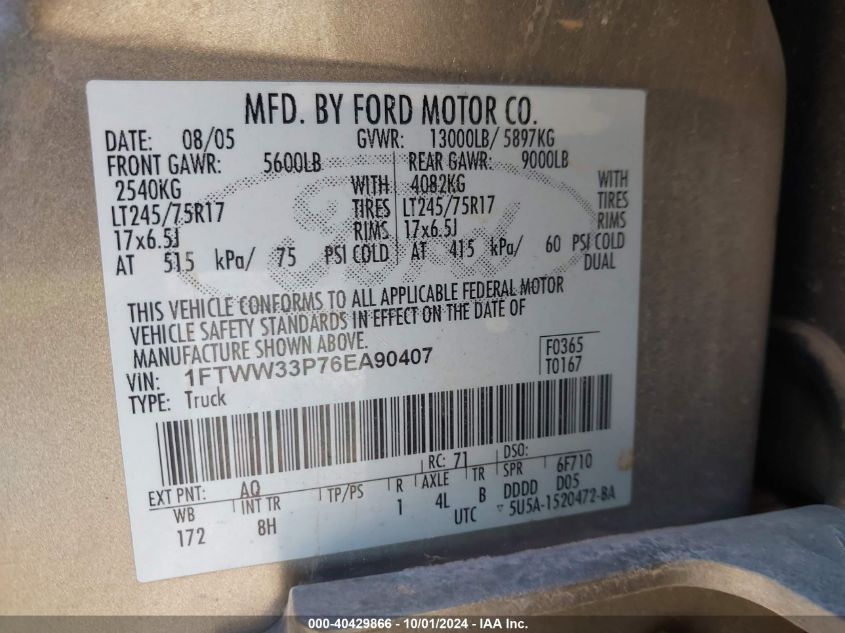 MFD. BY FORD MOTOR CO.
DATE: 08/05 GVWR: 13000LB/ 5897KG
FRONT GAWR: 5600LB REAR GAWR: 9000LB
2540KG WITH 4082KG WITH
LT245/75R17 TIRES LT245/75R17 TIRES
17x6.5J RIMS 17x6.5J RIMS
AT 515 kPa/ 75 PSI COLD AT 415 kPa/ 60 PSI COLD
DUAL
Ford
THIS VEHICLE CONFORMS TO ALL APPLICABLE FEDERAL MOTOR
VEHICLE SAFETY STANDARDS IN EFFECT ON THE DATE OF
MANUFACTURE SHOWN ABOVE.
VIN: 1FTWW33P76EA90407 F0365
TYPE: Truck T0167
RC: 71 DSO:
EXT PNT: AQ TP/PS R AXLE TR SPR 6F710
WB INT TR 1 4L B DDDD D05
172 8H UTC ▽ 5U5A-1520472-BA
000-40429866 - 10/01/2024 - IAA Inc.